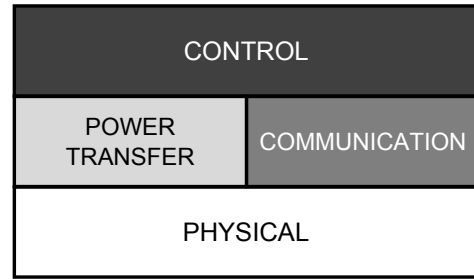 CONTROL
POWER
TRANSFER
COMMUNICATION
PHYSICAL